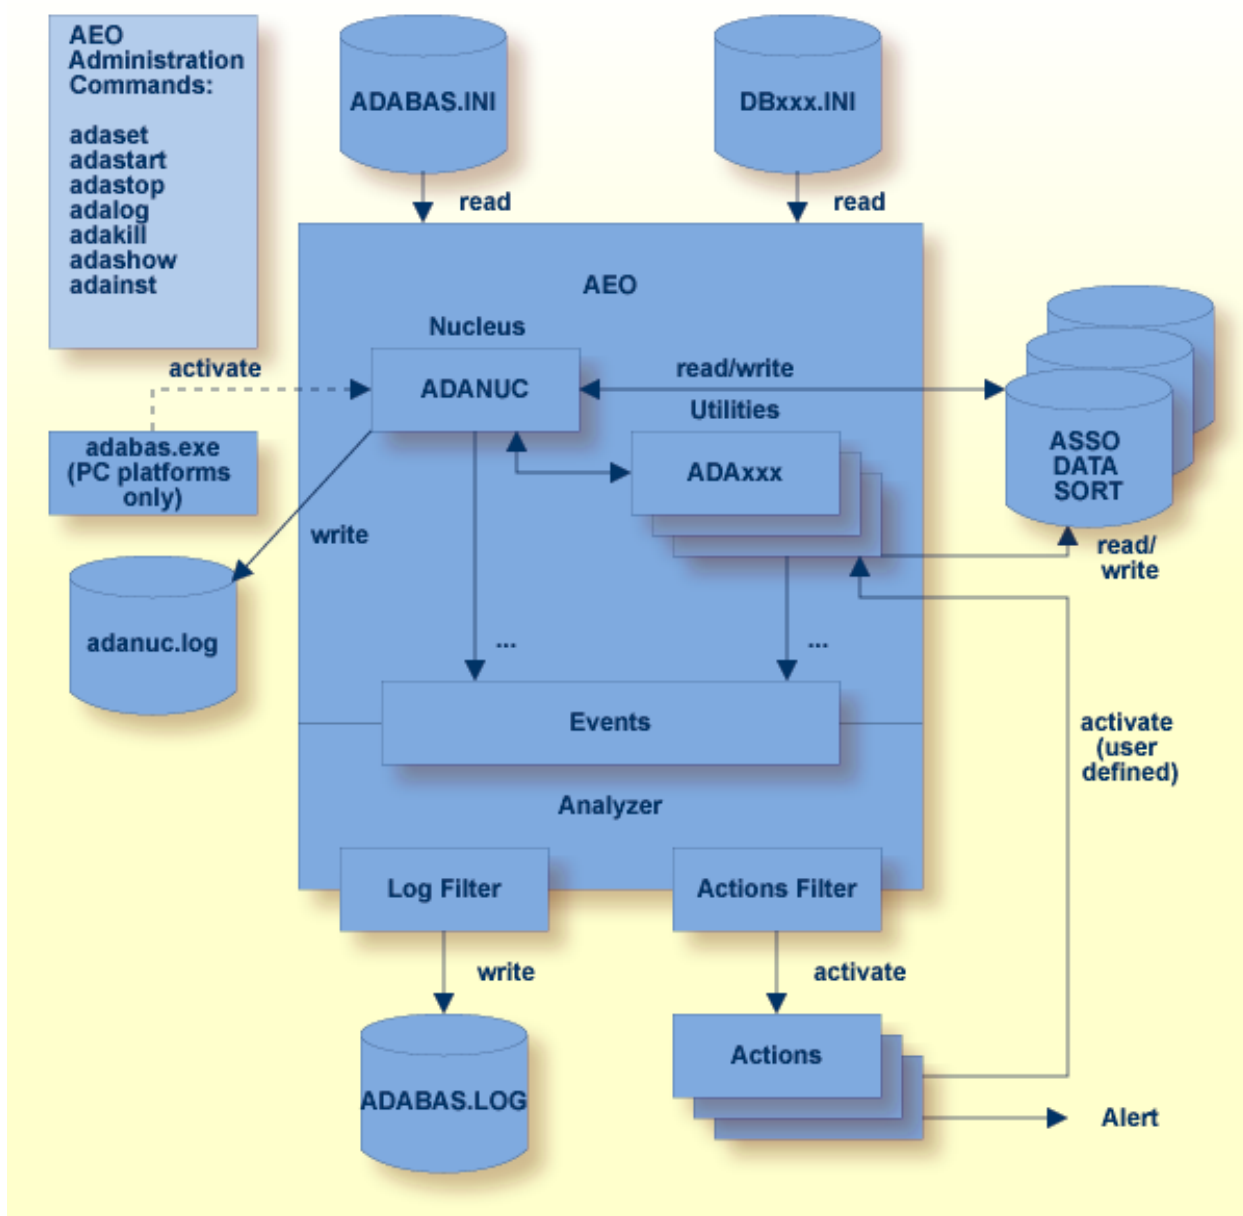 AEO
Administration
Commands:
adaset
adastart
adastop
adalog
adakill
adashow
adainst
ADABAS.INI
DBxxx.INI
read
read
AEO
Nucleus
activate
ADANUC
read/write
Utilities
adabas.exe
(PC platforms
only)
ADAxxx
ASSO
DATA
SORT
write
read/
write
adanuc.log
...
...
Events
activate
(user
defined)
Analyzer
Log Filter
Actions Filter
write
activate
ADABAS.LOG
Actions
Alert